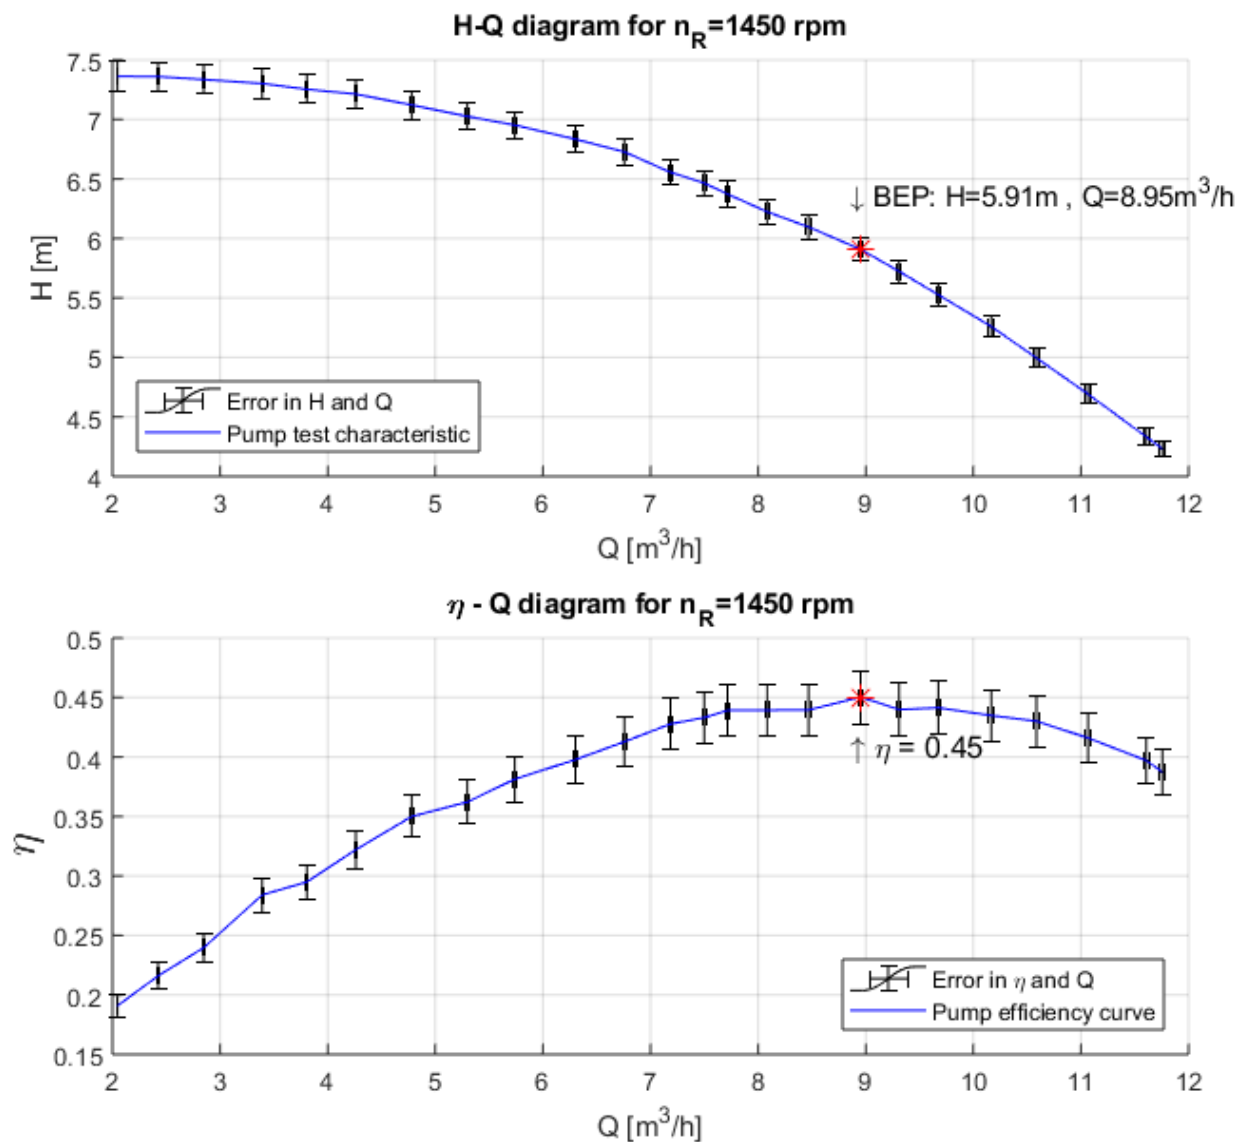 H-Q diagram for n_R=1450 rpm
7.5
7
6.5
6
5.5
5
4.5
4
H [m]
↓ BEP: H=5.91m , Q=8.95m³/h
Error in H and Q
Pump test characteristic
2 3 4 5 6 7 8 9 10 11 12
Q [m³/h]
η - Q diagram for n_R=1450 rpm
0.5
0.45
0.4
0.35
0.3
0.25
0.2
0.15
η
↑ η = 0.45
Error in η and Q
Pump efficiency curve
2 3 4 5 6 7 8 9 10 11 12
Q [m³/h]